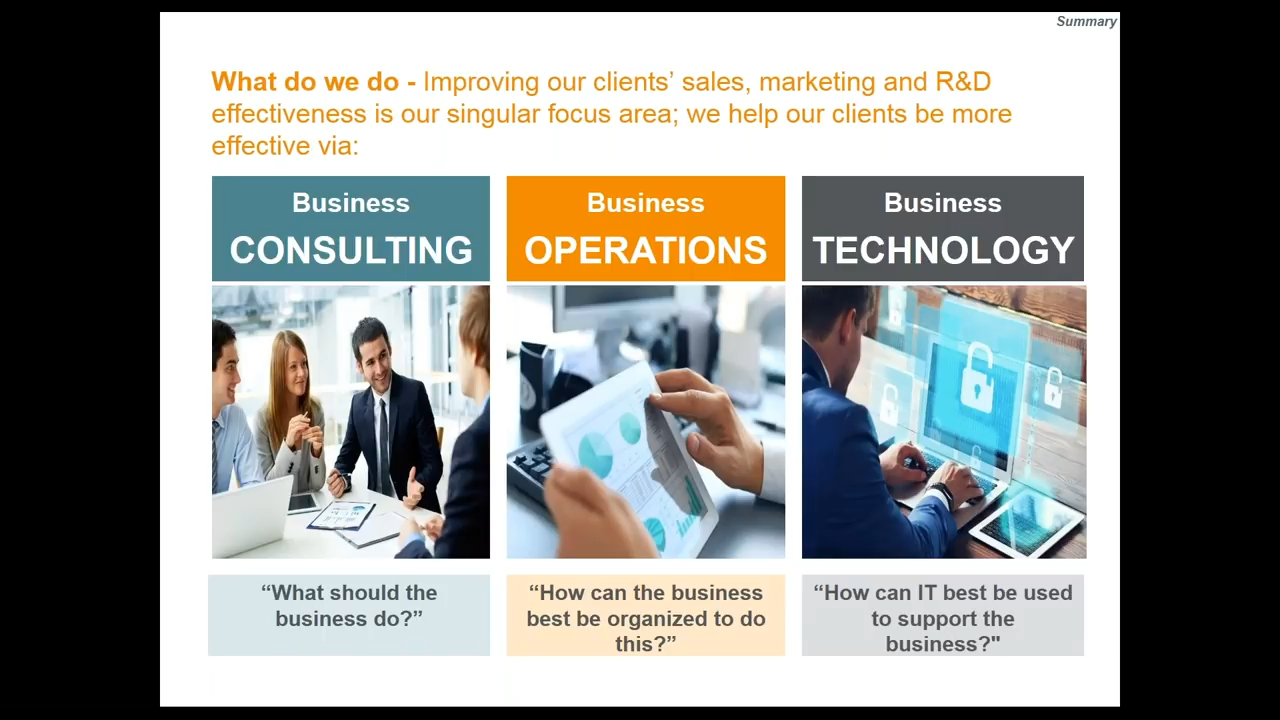 Summary
What do we do - Improving our clients’ sales, marketing and R&D
effectiveness is our singular focus area; we help our clients be more
effective via:
Business
CONSULTING
Business
OPERATIONS
Business
TECHNOLOGY
“What should the
business do?”
“How can the business
best be organized to do
this?”
“How can IT best be used
to support the
business?"